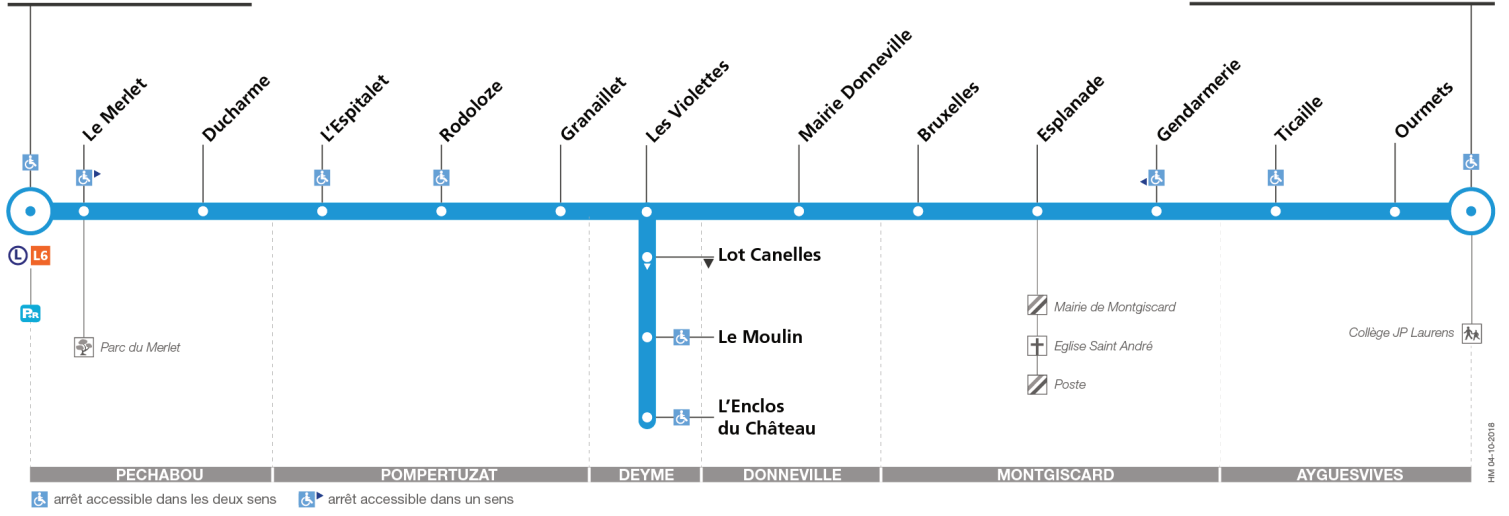 Le Merlet
Ducharme
L'Espitalet
Rodoloze
Granaillet
Les Violettes
Mairie Donneville
Bruxelles
Esplanade
Gendarmerie
Ticaille
Ourmets
L L6
P+R
Parc du Merlet
Lot Canelles
Le Moulin
L'Enclos
du Château
Mairie de Montgiscard
Eglise Saint André
Poste
Collège JP Laurens
PECHABOU
POMPERTUZAT
DEYME
DONNEVILLE
MONTGISCARD
AYGUESVIVES
arrêt accessible dans les deux sens
arrêt accessible dans un sens
HM 04-10-2018